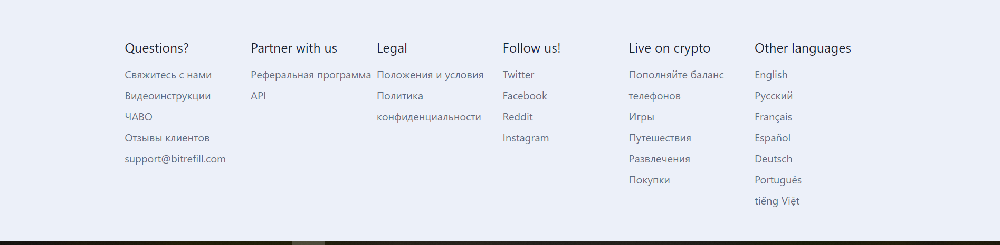 Questions?
Свяжитесь с нами
Видеоинструкции
ЧАВО
Отзывы клиентов
support@bitrefill.com
Partner with us
Реферальная программа
API
Legal
Положения и условия
Политика
конфиденциальности
Follow us!
Twitter
Facebook
Reddit
Instagram
Live on crypto
Пополняйте баланс
телефонов
Игры
Путешествия
Развлечения
Покупки
Other languages
English
Русский
Français
Español
Deutsch
Português
tiếng Việt